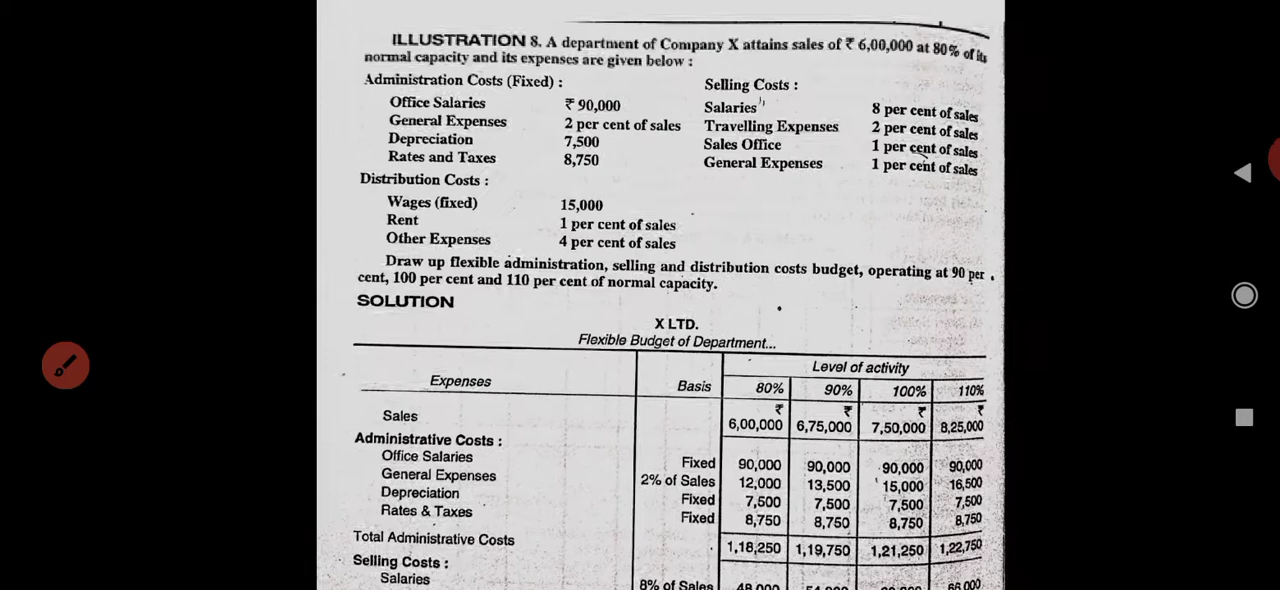 ILLUSTRATION 8. A department of Company X attains sales of ₹ 6,00,000 at 80% of its
normal capacity and its expenses are given below :
Administration Costs (Fixed) : Selling Costs :
Office Salaries ₹ 90,000 Salaries 8 per cent of sales
General Expenses 2 per cent of sales Travelling Expenses 2 per cent of sales
Depreciation 7,500 Sales Office 1 per cent of sales
Rates and Taxes 8,750 General Expenses 1 per cent of sales
Distribution Costs :
Wages (fixed) 15,000
Rent 1 per cent of sales
Other Expenses 4 per cent of sales
Draw up flexible administration, selling and distribution costs budget, operating at 90 per
cent, 100 per cent and 110 per cent of normal capacity.
SOLUTION
X LTD.
Flexible Budget of Department...
Level of activity
Expenses Basis 80% 90% 100% 110%
₹ ₹ ₹ ₹
Sales 6,00,000 6,75,000 7,50,000 8,25,000
Administrative Costs :
Office Salaries Fixed 90,000 90,000 90,000 90,000
General Expenses 2% of Sales 12,000 13,500 15,000 16,500
Depreciation Fixed 7,500 7,500 7,500 7,500
Rates & Taxes Fixed 8,750 8,750 8,750 8,750
Total Administrative Costs 1,18,250 1,19,750 1,21,250 1,22,750
Selling Costs :
Salaries 8% of Sales 48,000 66,000